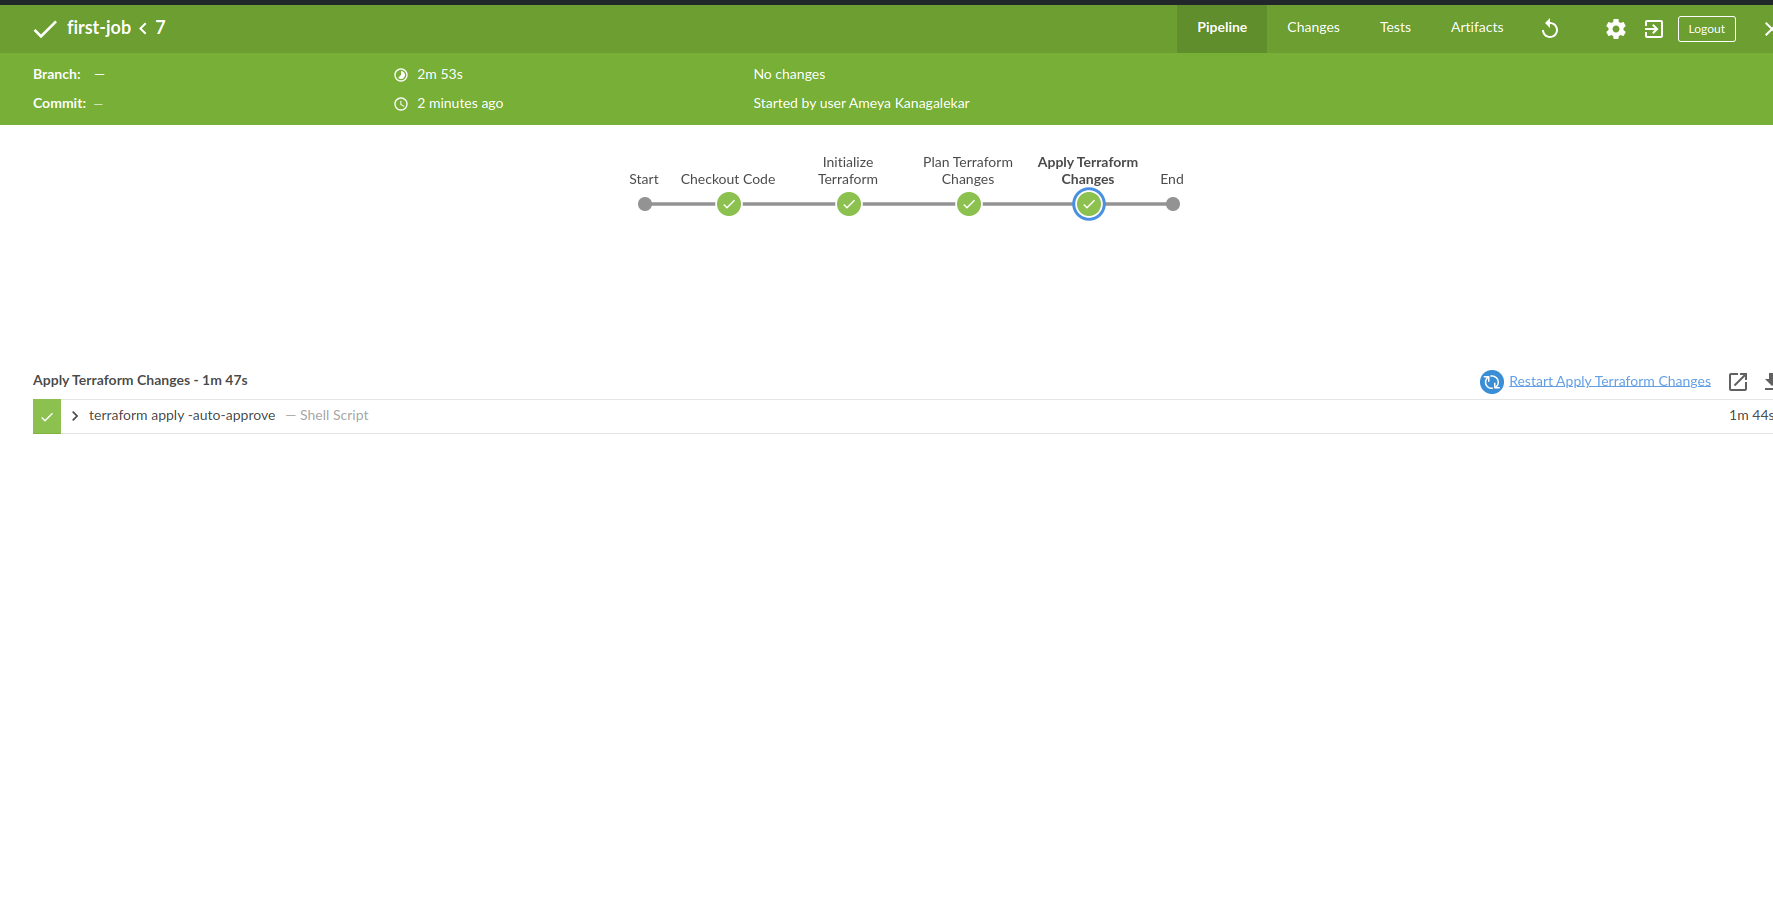 first-job < 7
Pipeline
Changes
Tests
Artifacts
Logout
Branch: —
2m 53s
No changes
Commit: —
2 minutes ago
Started by user Ameya Kanagalekar
Start
Checkout Code
Initialize
Terraform
Plan Terraform
Changes
Apply Terraform
Changes
End
Apply Terraform Changes - 1m 47s
Restart Apply Terraform Changes
terraform apply -auto-approve — Shell Script
1m 44s